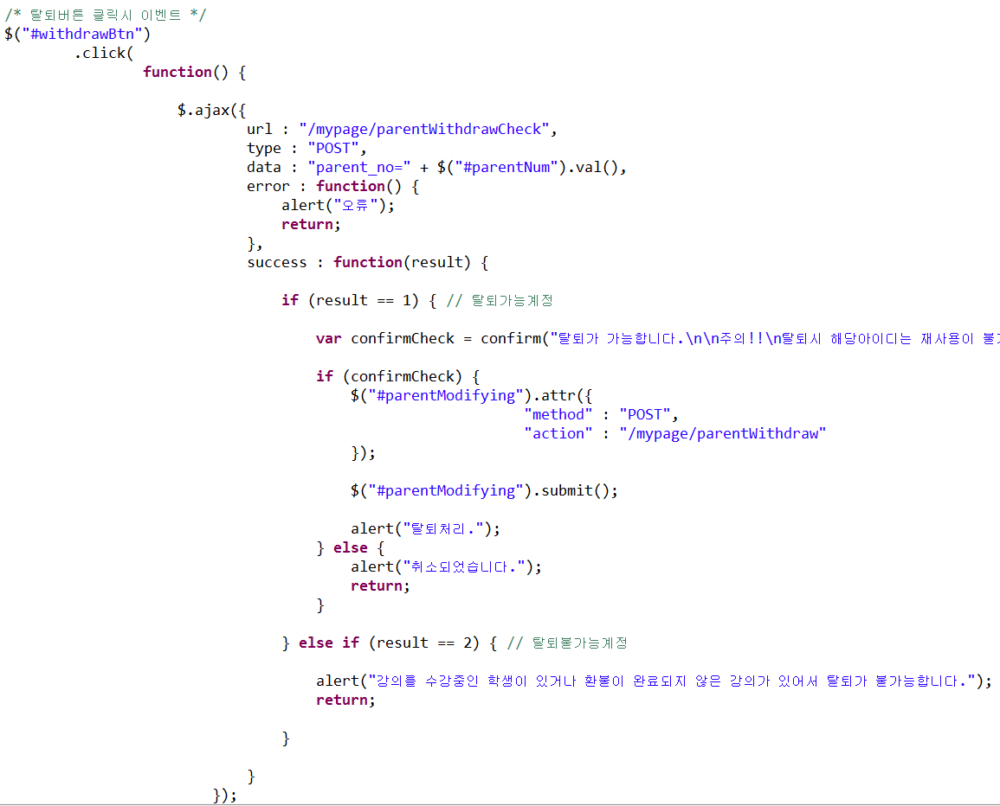 /* 탈퇴버튼 클릭시 이벤트 */
$("#withdrawBtn")
.click(
function() {
$.ajax({
url : "/mypage/parentWithdrawCheck",
type : "POST",
data : "parent_no=" + $("#parentNum").val(),
error : function() {
alert("오류");
return;
},
success : function(result) {
if (result == 1) { // 탈퇴가능계정
var confirmCheck = confirm("탈퇴가 가능합니다.\n\n주의!!\n탈퇴시 해당아이디는 재사용이
if (confirmCheck) {
$("#parentModifying").attr({
"method" : "POST",
"action" : "/mypage/parentWithdraw"
});
$("#parentModifying").submit();
alert("탈퇴처리.");
} else {
alert("취소되었습니다.");
return;
}
} else if (result == 2) { // 탈퇴불가능계정
alert("강의를 수강중인 학생이 있거나 환불이 완료되지 않은 강의가 있어서 탈퇴가 불가능합니다.");
return;
}
}
});